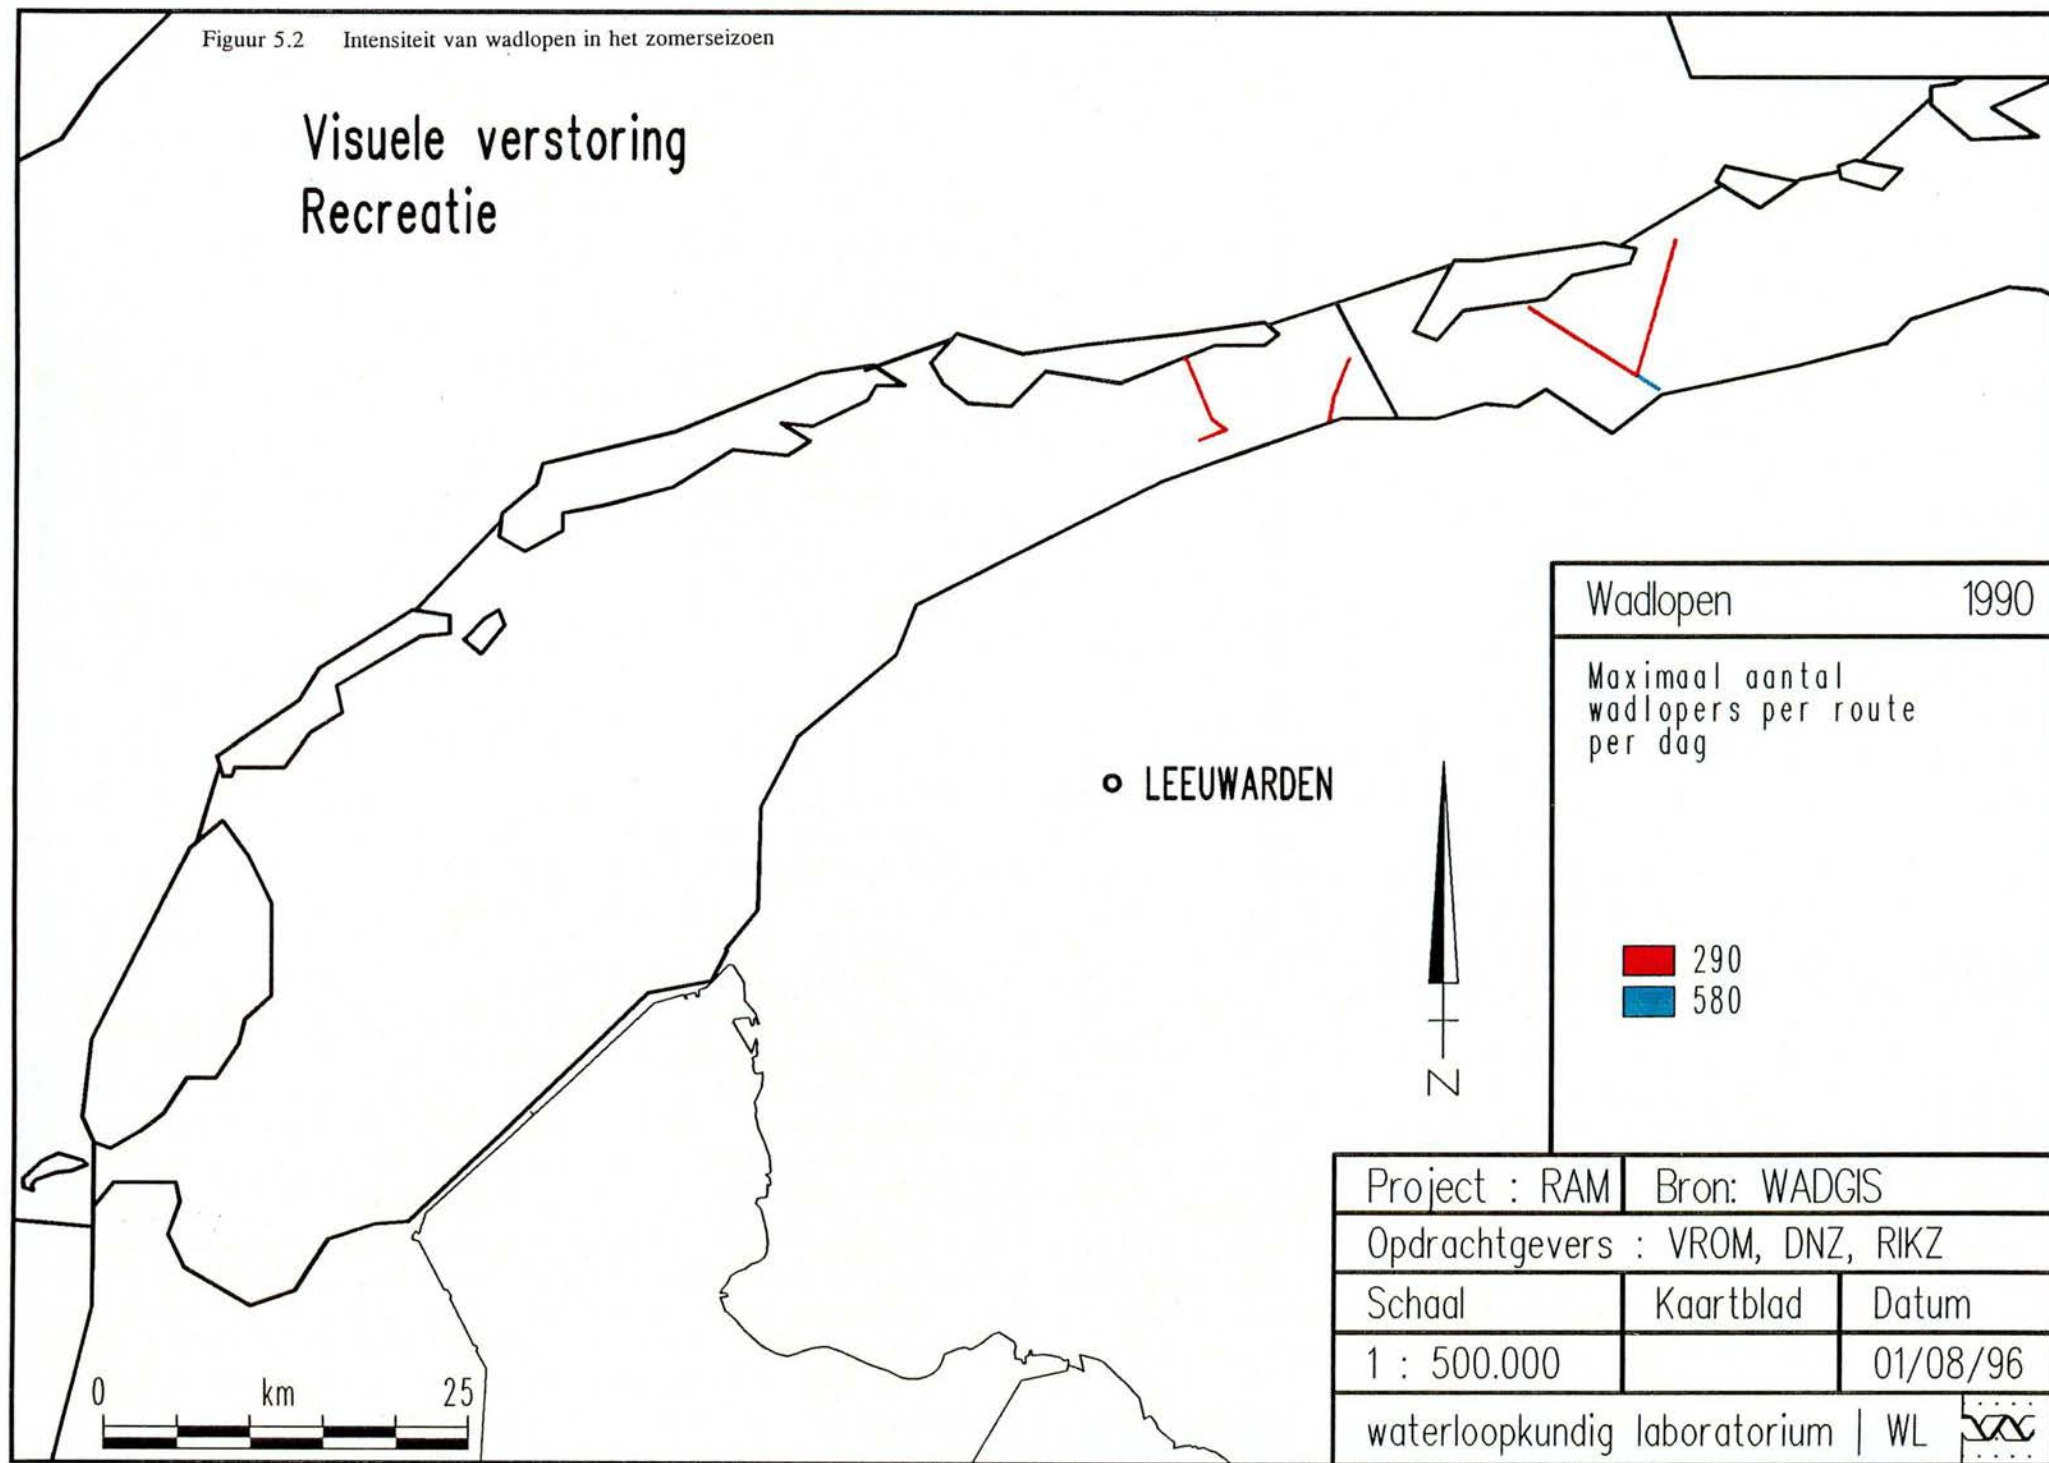 Figuur 5.2 Intensiteit van wadlopen in het zomerseizoen
Visuele verstoring
Recreatie
LEEUWARDEN
Wadlopen 1990
Maximaal aantal
wadlopers per route
per dag
290
580
N
0 km 25
Project : RAM Bron: WADGIS
Opdrachtgevers : VROM, DNZ, RIKZ
Schaal Kaartblad Datum
1 : 500.000 01/08/96
waterloopkundig laboratorium | WL